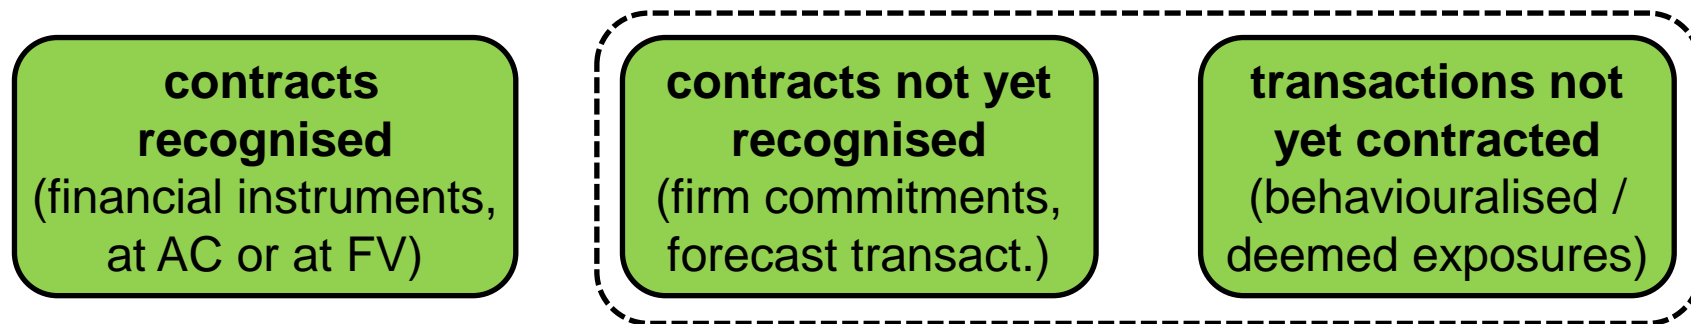 contracts
recognised
(financial instruments,
at AC or at FV)
contracts not yet
recognised
(firm commitments,
forecast transact.)
transactions not
yet contracted
(behaviouralised /
deemed exposures)